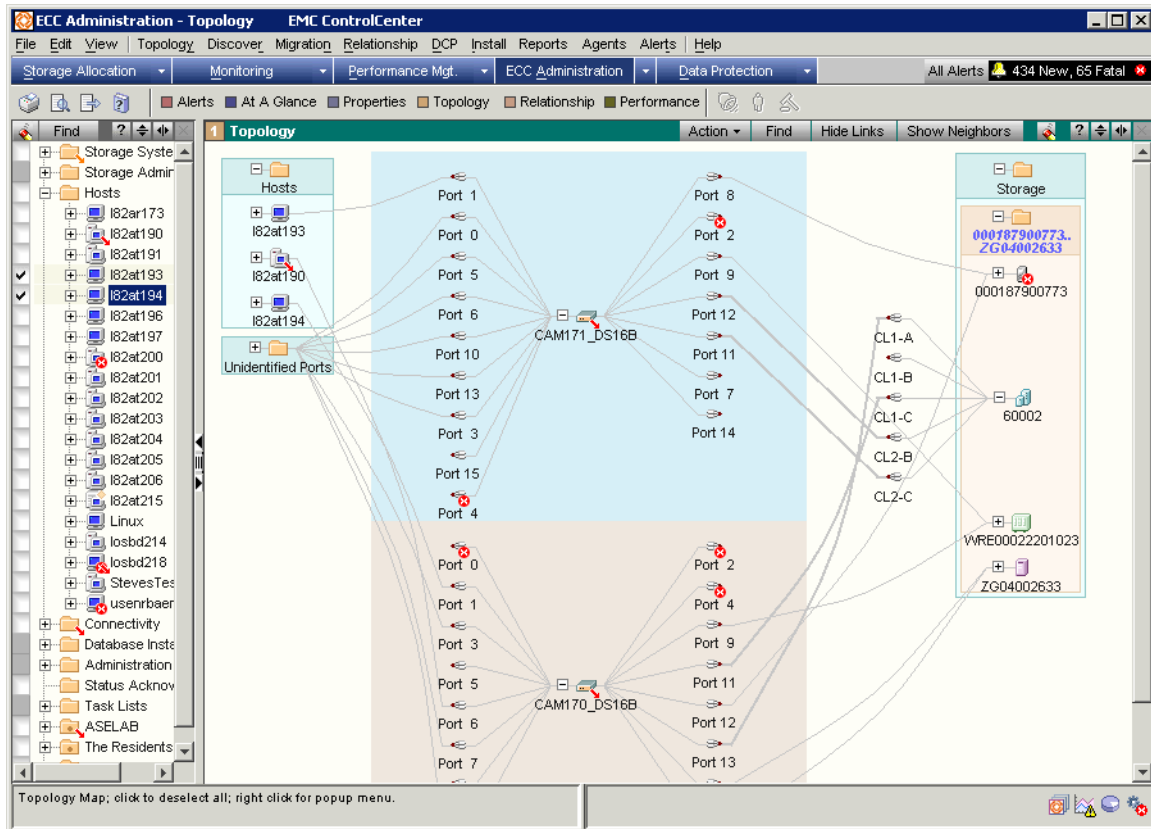 ECC Administration - Topology EMC ControlCenter
File Edit View Topology Discover Migration Relationship DCP Install Reports Agents Alerts Help
Storage Allocation Monitoring Performance Mgt. ECC Administration Data Protection All Alerts 434 New, 65 Fatal
Alerts At A Glance Properties Topology Relationship Performance
Find ? 1 Topology Action Find Hide Links Show Neighbors ?
Storage Syste
Storage Admir
Hosts
l82ar173
l82at190
l82at191
l82at193
l82at194
l82at196
l82at197
l82at200
l82at201
l82at202
l82at203
l82at204
l82at205
l82at206
l82at215
Linux
losbd214
losbd218
StevesTes
usenrbaer
Connectivity
Database Insta
Administration
Status Acknov
Task Lists
ASELAB
The Residents
Hosts
l82at193
l82at190
l82at194
Unidentified Ports
Port 1
Port 0
Port 5
Port 6
Port 10
Port 13
Port 3
Port 15
Port 4
CAM171_DS16B
Port 8
Port 2
Port 9
Port 12
Port 11
Port 7
Port 14
Port 0
Port 1
Port 3
Port 5
Port 6
Port 7
CAM170_DS16B
Port 2
Port 4
Port 9
Port 11
Port 12
Port 13
CL1-A
CL1-B
CL1-C
CL2-B
CL2-C
Storage
000187900773..
ZG04002633
000187900773
60002
WRE00022201023
ZG04002633
Topology Map; click to deselect all; right click for popup menu.